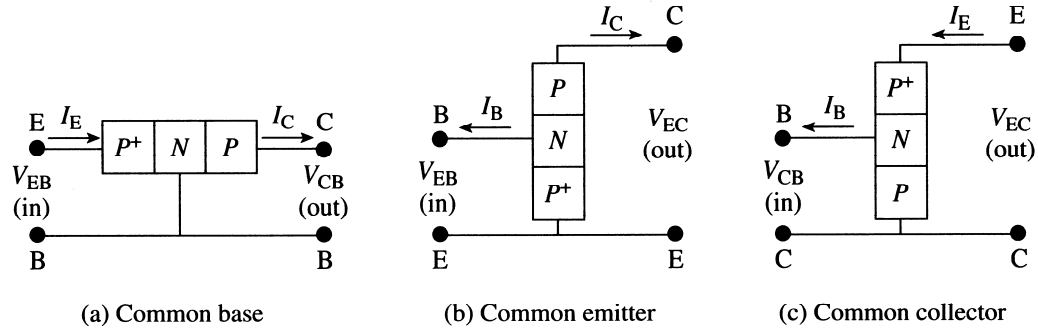 E I_E P+ N P I_C C
V_EB (in)
V_CB (out)
B B
(a) Common base
I_C C
P
B I_B N
V_EB (in)
V_EC (out)
P+
E E
(b) Common emitter
I_E E
P+
B I_B N
V_CB (in)
V_EC (out)
P
C C
(c) Common collector